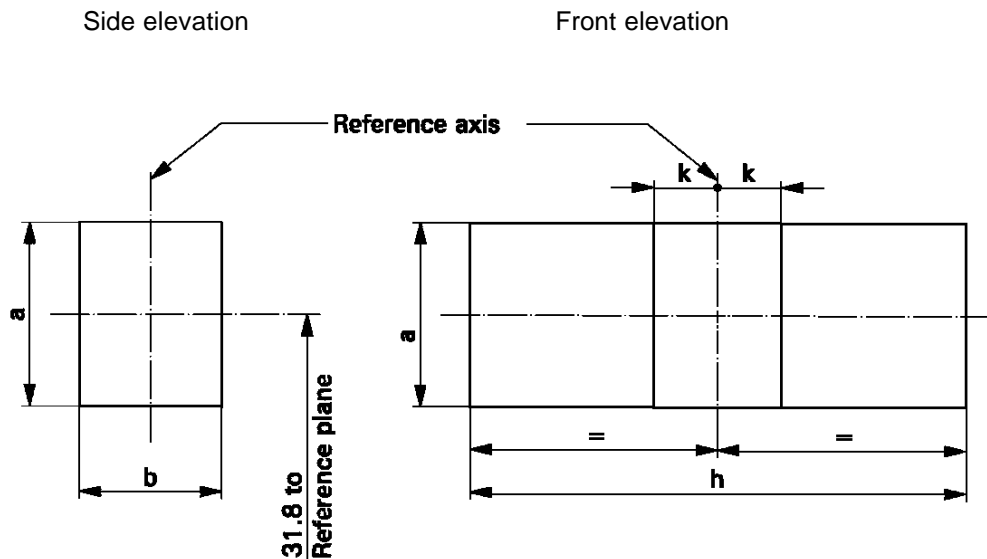 Side elevation
Front elevation
Reference axis
k
k
a
a
=
=
b
h
31.8 to
Reference plane